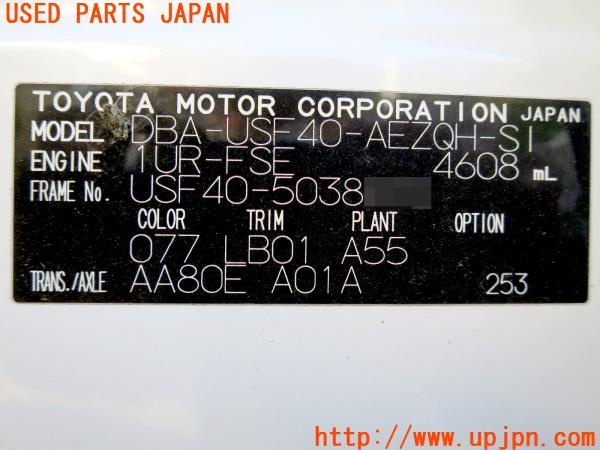 USED PARTS JAPAN
TOYOTA MOTOR CORPORATION JAPAN
MODEL DBA-USF40-AEZQH-SI
ENGINE 1UR-FSE 4608 mL
FRAME No. USF40-5038
COLOR TRIM PLANT OPTION
077 LB01 A55
TRANS./AXLE AA80E A01A 253
http://www.upjpn.com